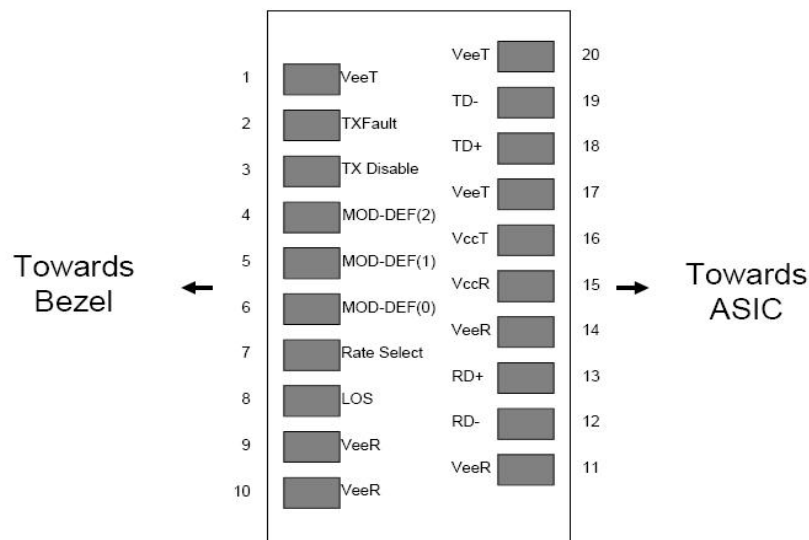 VeeT 20
1 VeeT
TD- 19
2 TXFault
TD+ 18
3 TX Disable
VeeT 17
4 MOD-DEF(2)
VccT 16
5 MOD-DEF(1)
Towards
Bezel
VccR 15
Towards
ASIC
6 MOD-DEF(0)
VeeR 14
7 Rate Select
RD+ 13
8 LOS
RD- 12
9 VeeR
VeeR 11
10 VeeR